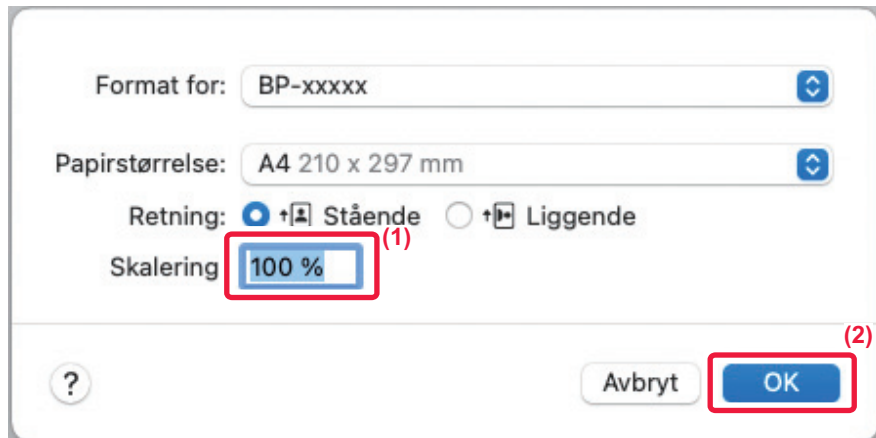 Format for: BP-xxxxx
Papirstørrelse: A4 210 x 297 mm
Retning: Stående Liggende
(1)
Skalering 100 %
(2)
? Avbryt OK